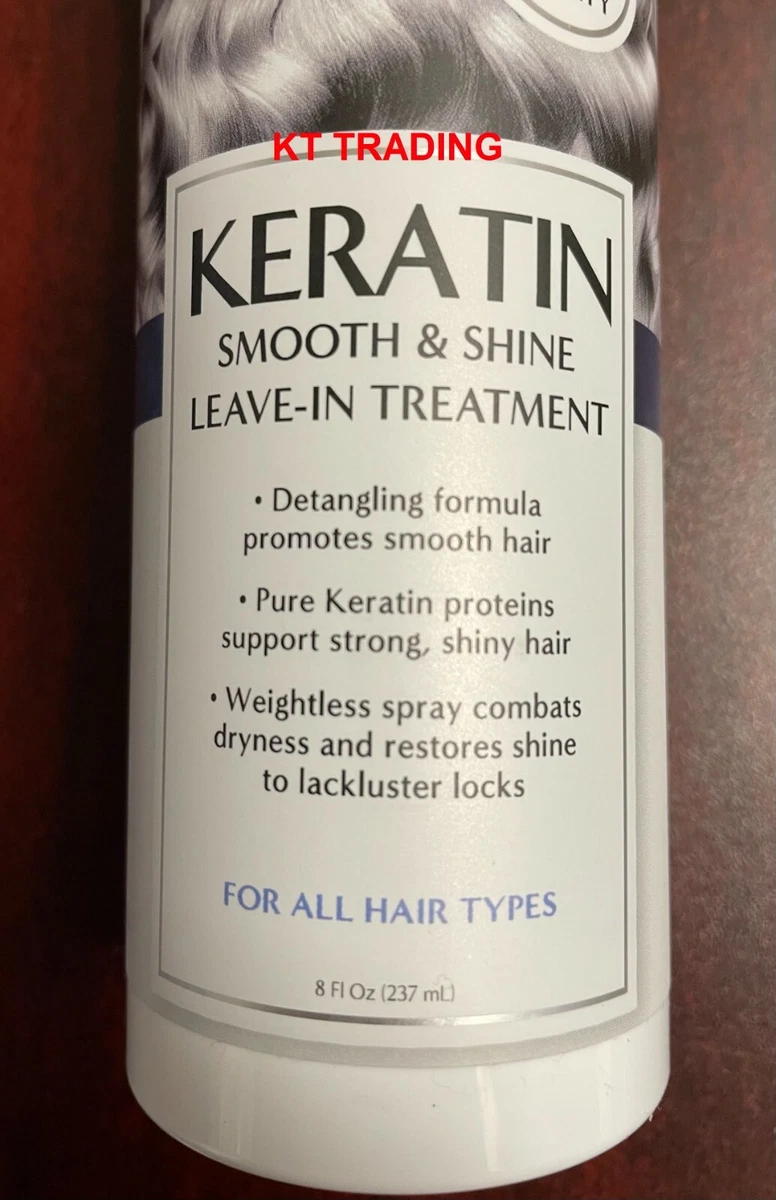 KT TRADING
KERATIN
SMOOTH & SHINE
LEAVE-IN TREATMENT
• Detangling formula
promotes smooth hair
• Pure Keratin proteins
support strong, shiny hair
• Weightless spray combats
dryness and restores shine
to lackluster locks
FOR ALL HAIR TYPES
8 Fl Oz (237 mL)